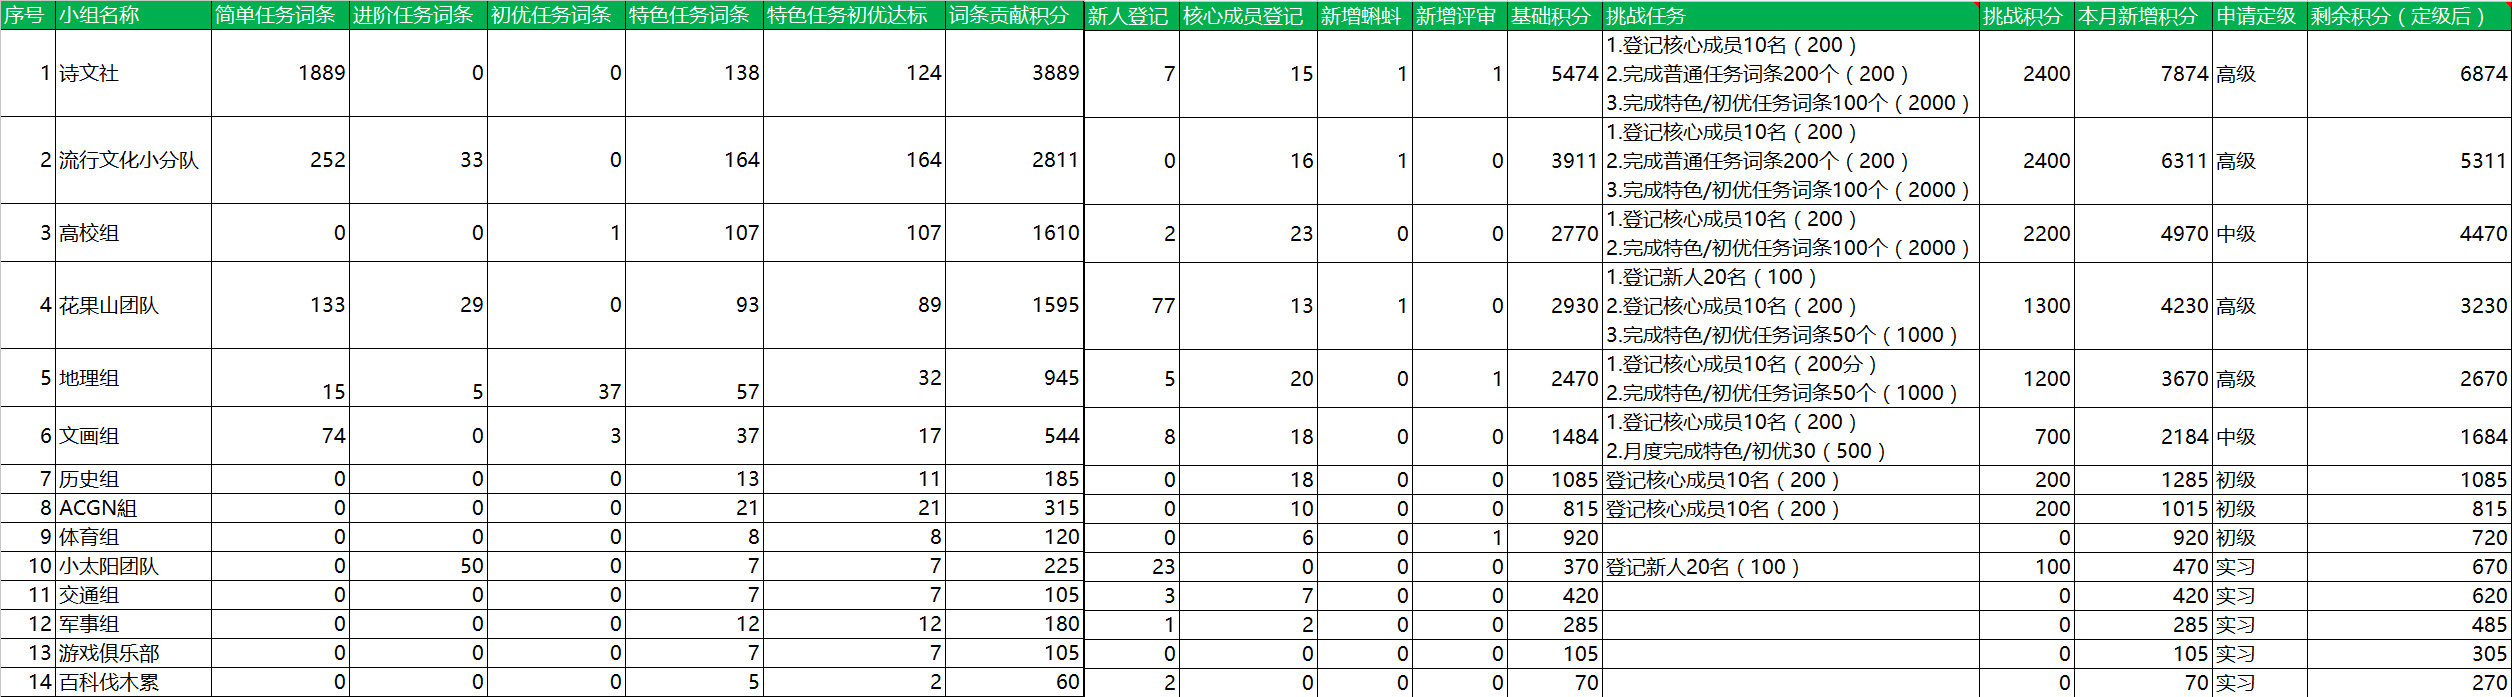 序号 小组名称 简单任务词条 进阶任务词条 初优任务词条 特色任务词条 特色任务初优达标 词条贡献积分 新人登记 核心成员登记 新增蝌蚪 新增评审 基础积分 挑战任务 挑战积分 本月新增积分 申请定级 剩余积分（定级后）
1.登记核心成员10名（200）
1 诗文社 1889 0 0 138 124 3889 7 15 1 1 5474 2.完成普通任务词条200个（200） 2400 7874 高级 6874
3.完成特色/初优任务词条100个（2000）
1.登记核心成员10名（200）
2 流行文化小分队 252 33 0 164 164 2811 0 16 1 0 3911 2.完成普通任务词条200个（200） 2400 6311 高级 5311
3.完成特色/初优任务词条100个（2000）
1.登记核心成员10名（200）
3 高校组 0 0 1 107 107 1610 2 23 0 0 2770 2200 4970 中级 4470
2.完成特色/初优任务词条100个（2000）
1.登记新人20名（100）
4 花果山团队 133 29 0 93 89 1595 77 13 1 0 2930 2.登记核心成员10名（200） 1300 4230 高级 3230
3.完成特色/初优任务词条50个（1000）
1.登记核心成员10名（200分）
5 地理组 15 5 37 57 32 945 5 20 0 1 2470 1200 3670 高级 2670
2.完成特色/初优任务词条50个（1000）
1.登记核心成员10名（200）
6 文画组 74 0 3 37 17 544 8 18 0 0 1484 700 2184 中级 1684
2.月度完成特色/初优30（500）
7 历史组 0 0 0 13 11 185 0 18 0 0 1085 登记核心成员10名（200） 200 1285 初级 1085
8 ACGN組 0 0 0 21 21 315 0 10 0 0 815 登记核心成员10名（200） 200 1015 初级 815
9 体育组 0 0 0 8 8 120 0 6 0 1 920 0 920 初级 720
10 小太阳团队 0 50 0 7 7 225 23 0 0 0 370 登记新人20名（100） 100 470 实习 670
11 交通组 0 0 0 7 7 105 3 7 0 0 420 0 420 实习 620
12 军事组 0 0 0 12 12 180 1 2 0 0 285 0 285 实习 485
13 游戏俱乐部 0 0 0 7 7 105 0 0 0 0 105 0 105 实习 305
14 百科伐木累 0 0 0 5 2 60 2 0 0 0 70 0 70 实习 270